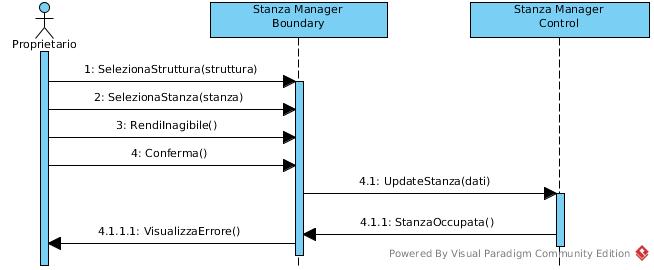 Stanza Manager
Boundary
Stanza Manager
Control
Proprietario
1: SelezionaStruttura(struttura)
2: SelezionaStanza(stanza)
3: RendiInagibile()
4: Conferma()
4.1: UpdateStanza(dati)
4.1.1: StanzaOccupata()
4.1.1.1: VisualizzaErrore()
Powered By Visual Paradigm Community Edition